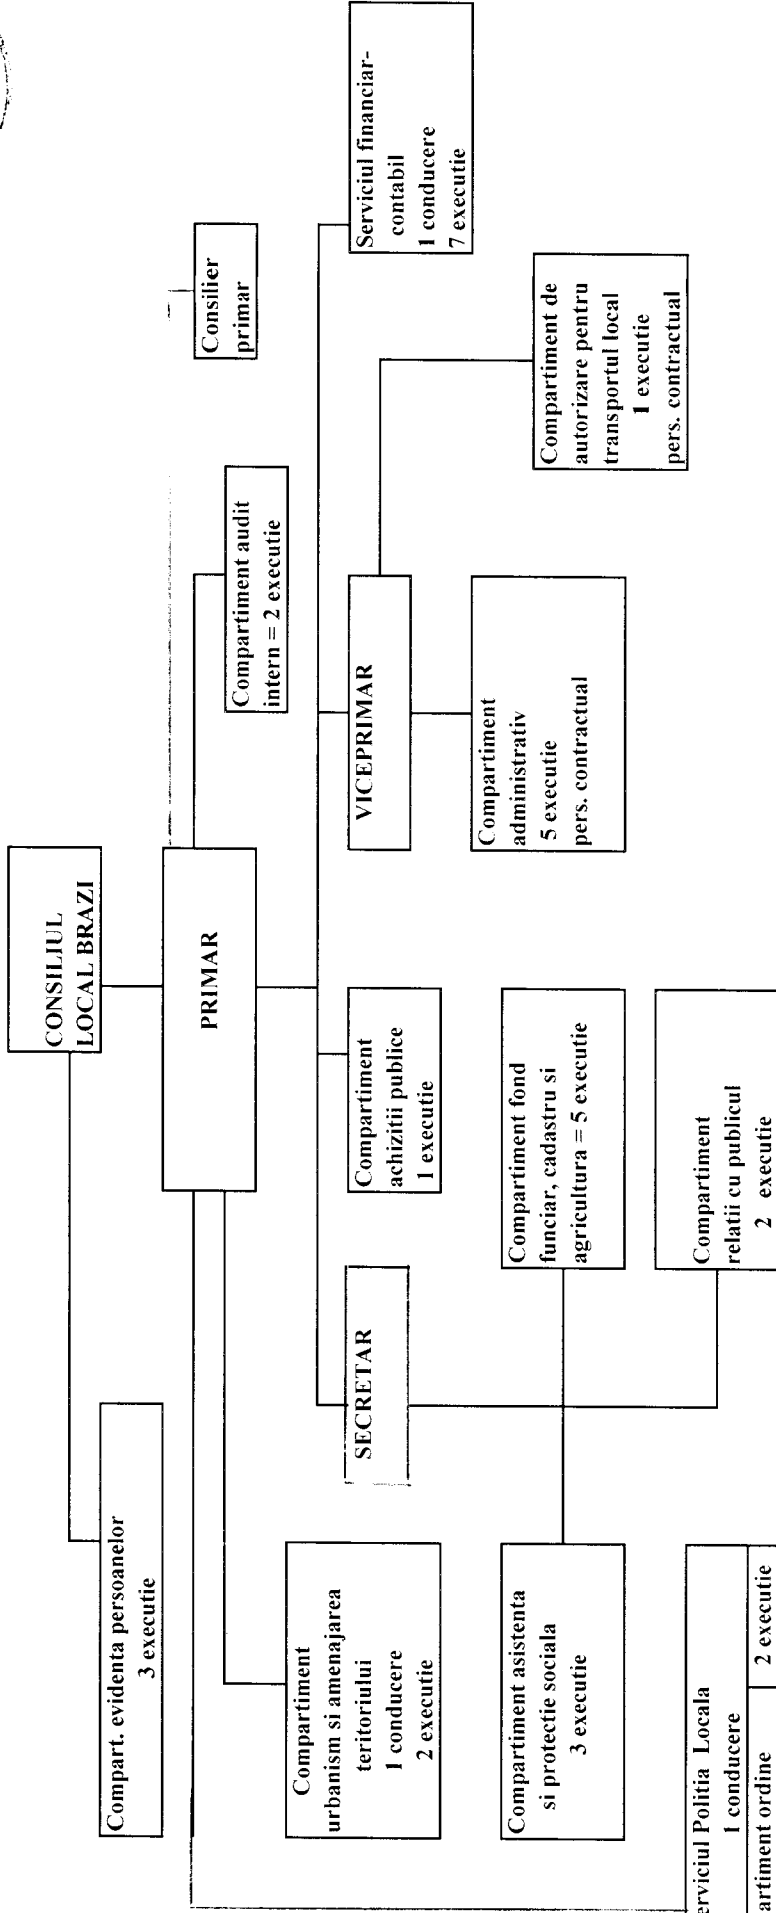 CONSILIUL
LOCAL BRAZI
Compart. evidenta persoanelor
3 executie
PRIMAR
Consilier
primar
Compartiment audit
intern = 2 executie
Compartiment
urbanism si amenajarea
teritoriului
1 conducere
2 executie
SECRETAR
Compartiment
achizitii publice
1 executie
VICEPRIMAR
Serviciul financiar-
contabil
1 conducere
7 executie
Compartiment asistenta
si protectie sociala
3 executie
Compartiment fond
funciar, cadastru si
agricultura = 5 executie
Compartiment
administrativ
5 executie
pers. contractual
Compartiment de
autorizare pentru
transportul local
1 executie
pers. contractual
Compartiment
relatii cu publicul
2 executie
Politia Locala
1 conducere
ordine
2 executie